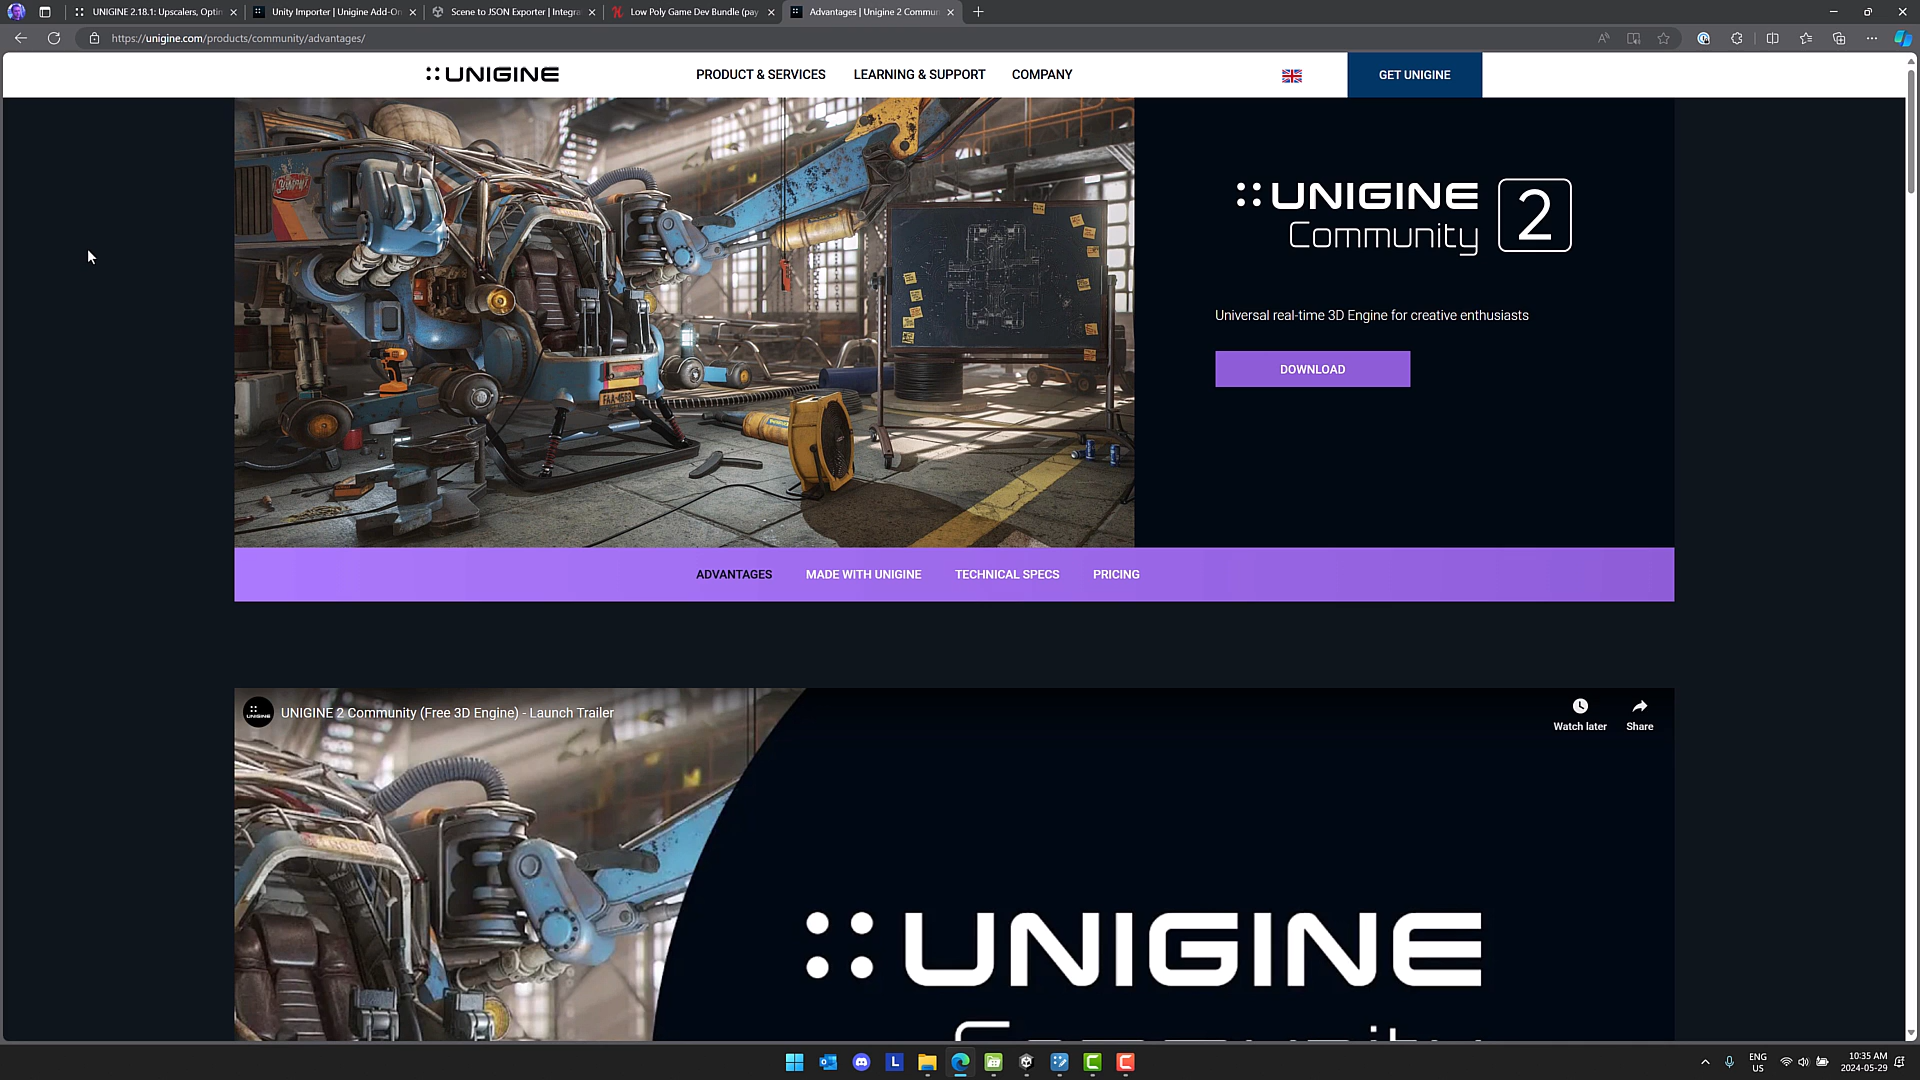 UNIGINE 2.18.1: Upscalers, Optin
Unity Importer | Unigine Add-On
Scene to JSON Exporter | Integra
Low Poly Game Dev Bundle (pay
Advantages | Unigine 2 Commun
https://unigine.com/products/community/advantages/
UNIGINE
PRODUCT & SERVICES
LEARNING & SUPPORT
COMPANY
GET UNIGINE
UNIGINE 2
Community
Universal real-time 3D Engine for creative enthusiasts
DOWNLOAD
FAA-4563
ADVANTAGES
MADE WITH UNIGINE
TECHNICAL SPECS
PRICING
UNIGINE
UNIGINE 2 Community (Free 3D Engine) - Launch Trailer
Watch later
Share
UNIGINE
Community
ENG
US
10:35 AM
2024-05-29